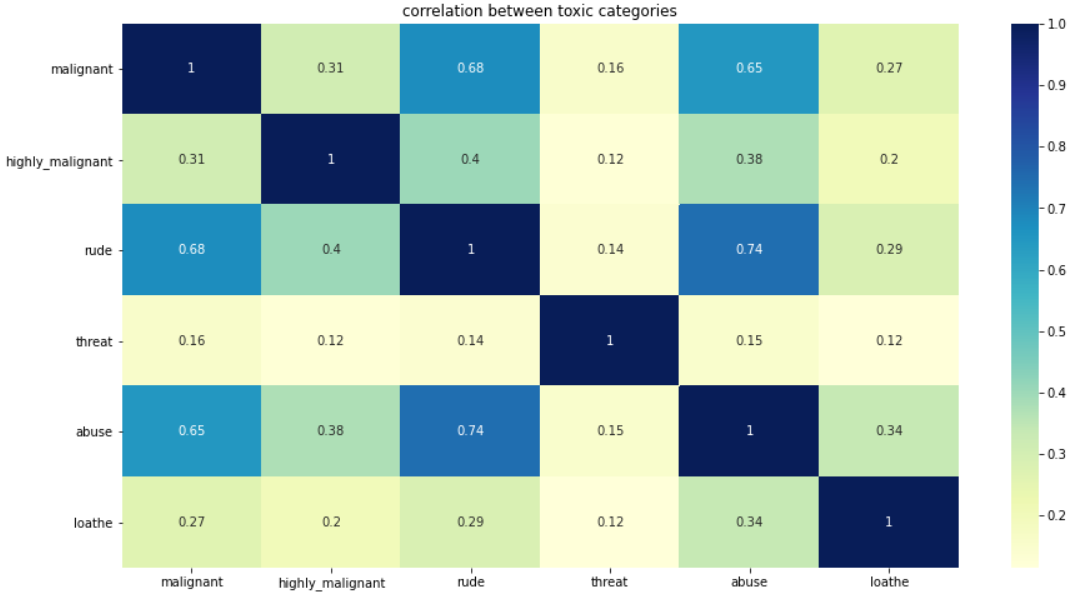 correlation between toxic categories
malignant 1 0.31 0.68 0.16 0.65 0.27
highly_malignant 0.31 1 0.4 0.12 0.38 0.2
rude 0.68 0.4 1 0.14 0.74 0.29
threat 0.16 0.12 0.14 1 0.15 0.12
abuse 0.65 0.38 0.74 0.15 1 0.34
loathe 0.27 0.2 0.29 0.12 0.34 1
malignant highly_malignant rude threat abuse loathe
1.0
0.9
0.8
0.7
0.6
0.5
0.4
0.3
0.2